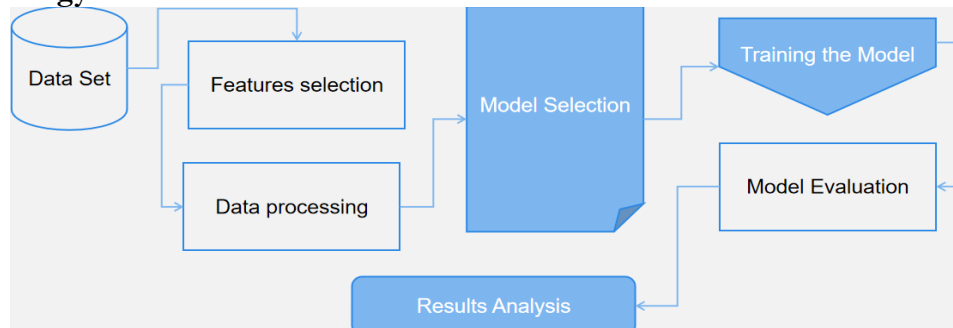 Data Set
Features selection
Data processing
Model Selection
Training the Model
Model Evaluation
Results Analysis